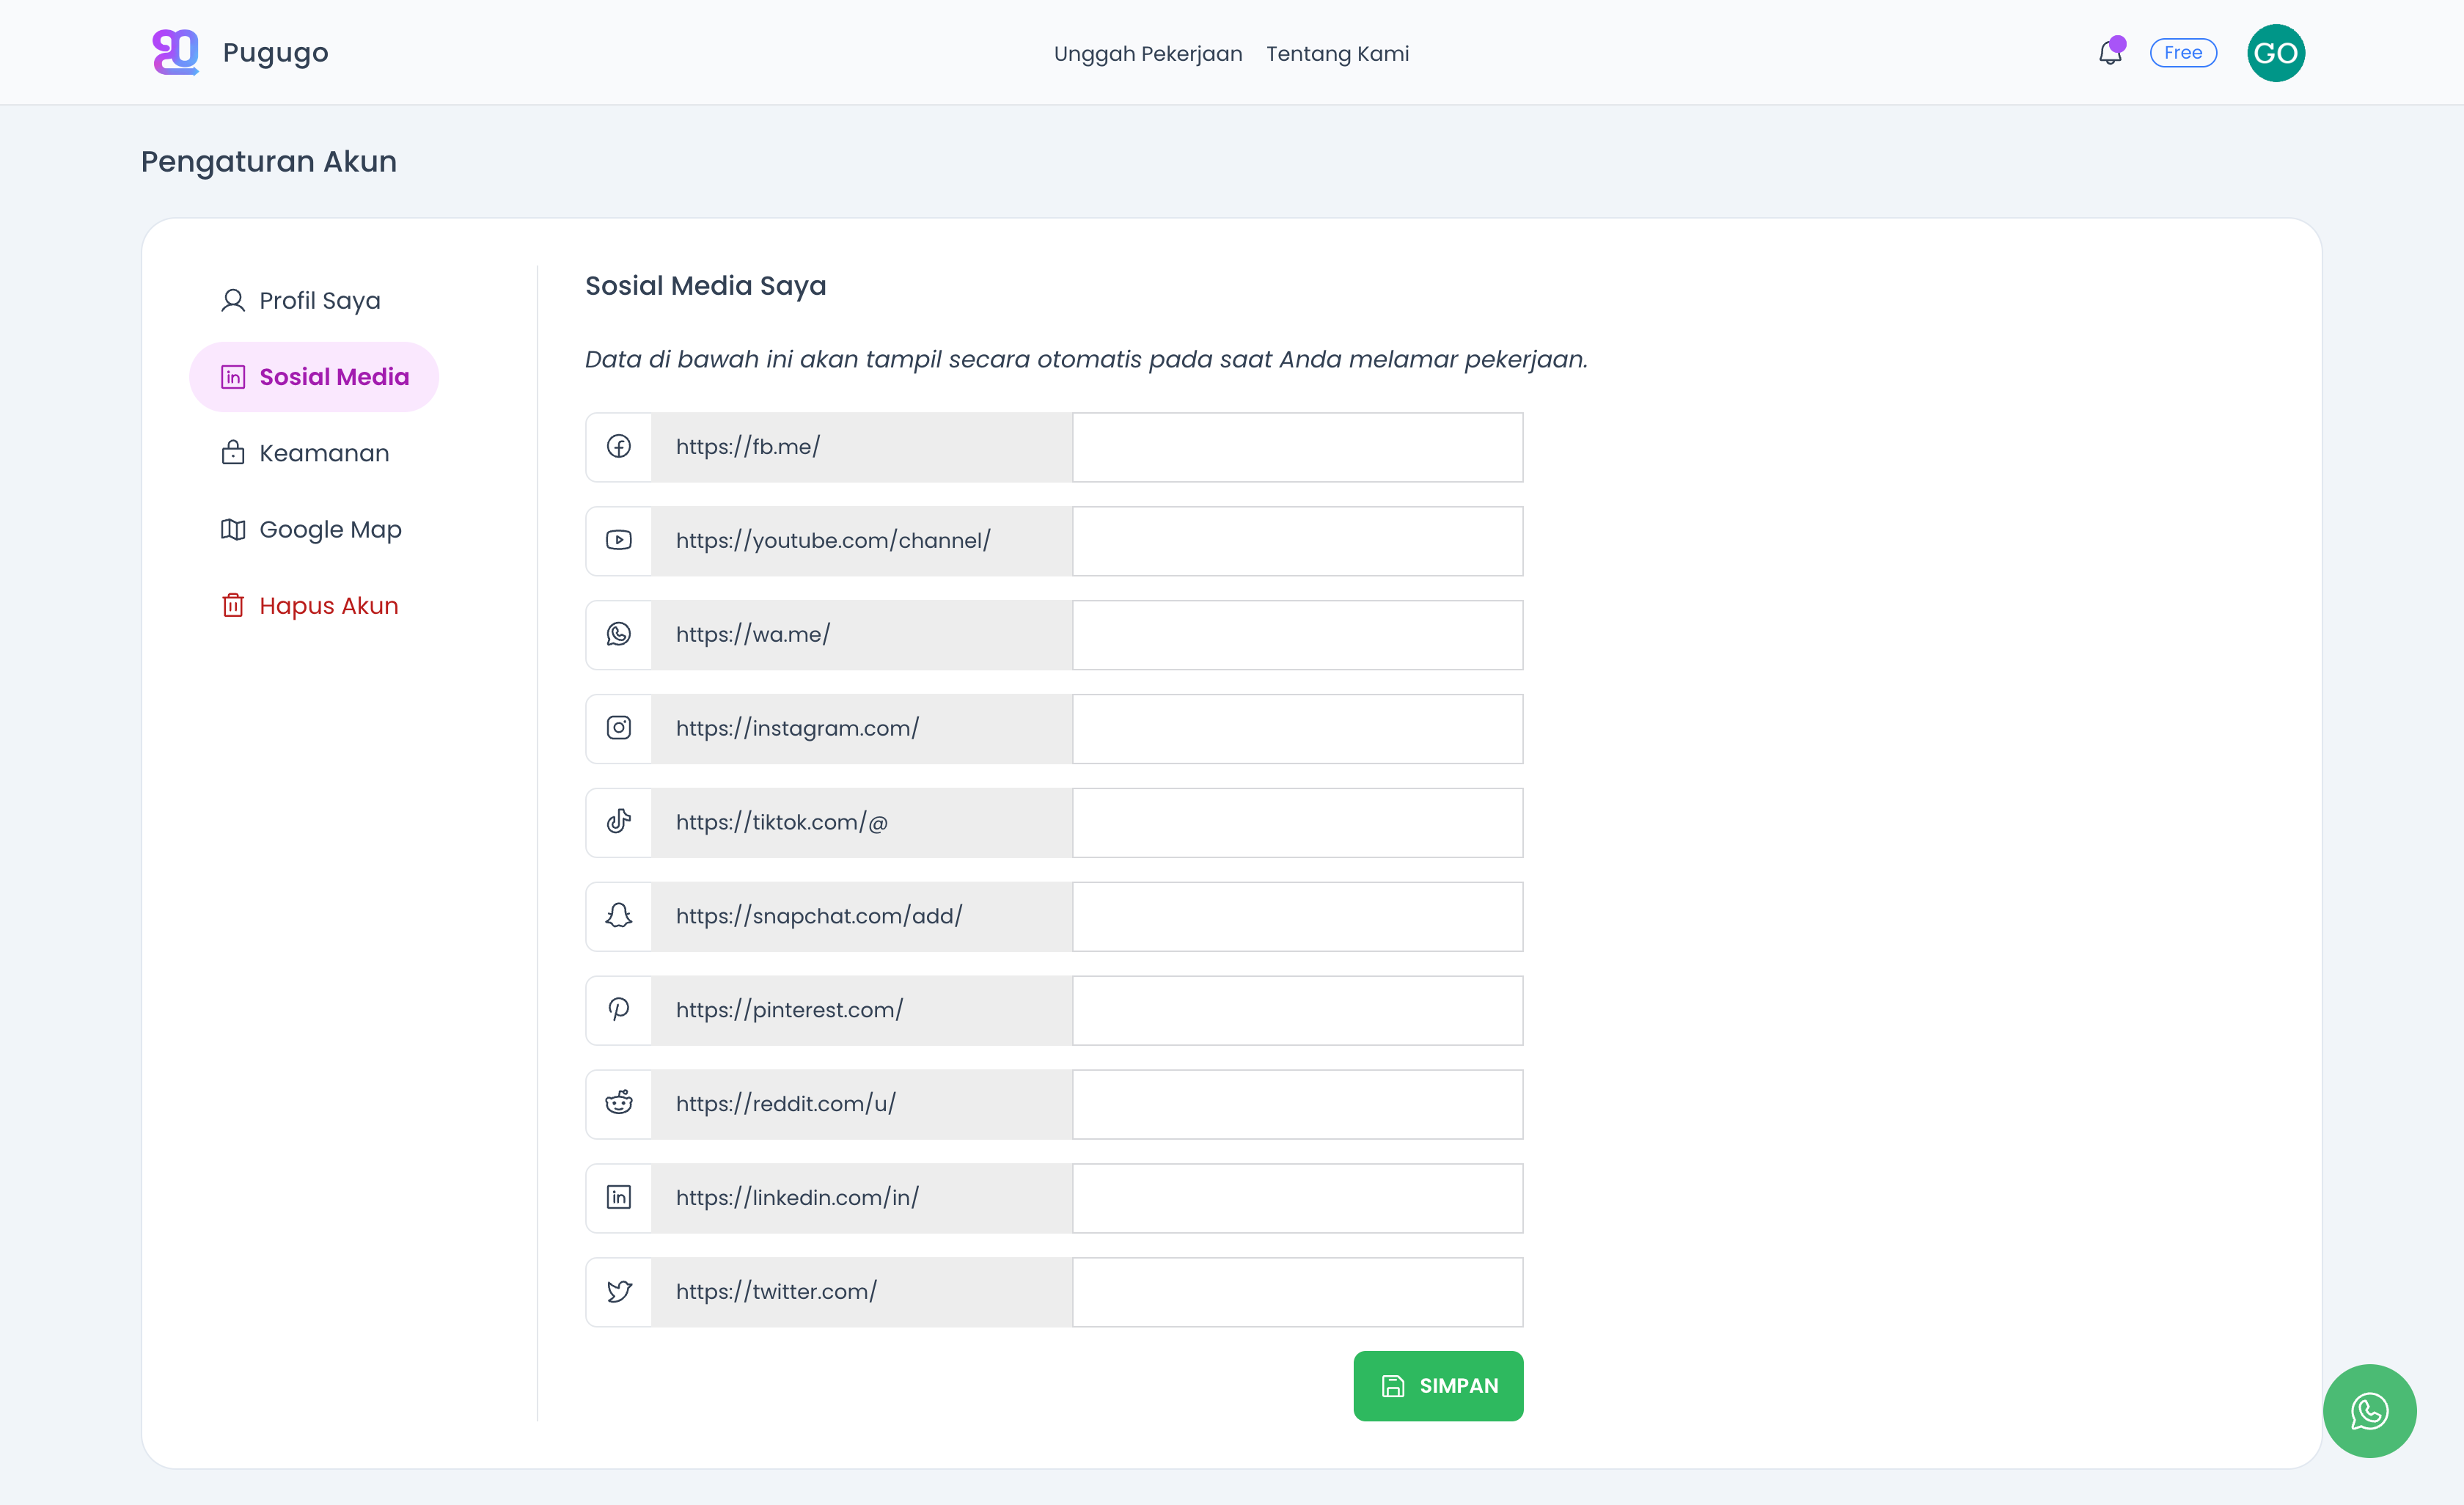 Pugugo
Unggah Pekerjaan
Tentang Kami
Free
GO
Pengaturan Akun
Profil Saya
Sosial Media
Keamanan
Google Map
Hapus Akun
Sosial Media Saya
Data di bawah ini akan tampil secara otomatis pada saat Anda melamar pekerjaan.
https://fb.me/
https://youtube.com/channel/
https://wa.me/
https://instagram.com/
https://tiktok.com/@
https://snapchat.com/add/
https://pinterest.com/
https://reddit.com/u/
https://linkedin.com/in/
https://twitter.com/
SIMPAN